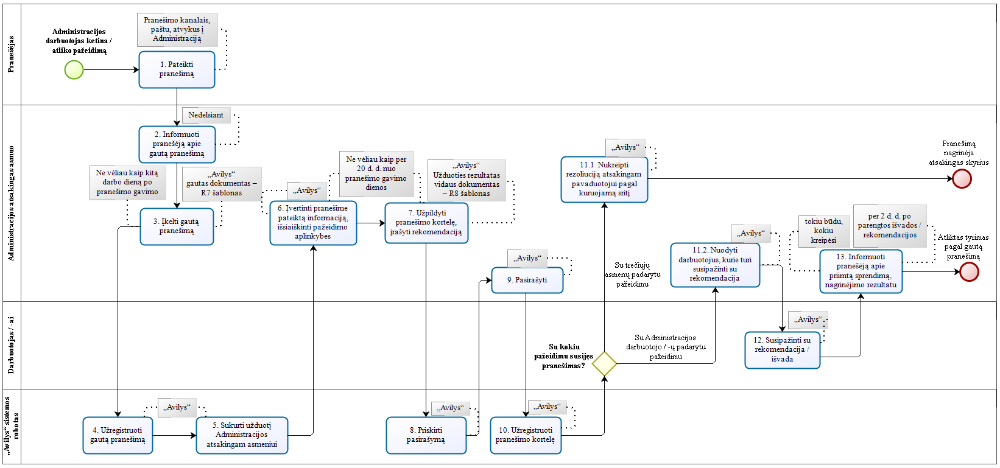 Pranešėjas
Administracijos
darbuotojas ketina /
atliko pažeidimą
Pranešimo kanalais,
paštu, atvykus į
Administraciją
1. Pateikti
pranešimą
Administracijos atsakingas asmuo
Nedelsiant
2. Informuoti
pranešėją apie
gautą pranešimą
Ne vėliau kaip kitą
darbo dieną po
pranešimo gavimo
„Avilys“
gautas dokumentas –
R7 šablonas
3. Įkelti gautą
pranešimą
„Avilys“
6. Įvertinti pranešime
pateiktą informaciją,
išsiaiškinti pažeidimo
aplinkybes
Ne vėliau kaip per
20 d. d. nuo
pranešimo gavimo
dienos
„Avilys“
Užduoties rezultatas
vidaus dokumentas
– R8 šablonas
7. Užpildyti
pranešimo kortelę,
įrašyti rekomendaciją
„Avilys“
9. Pasirašyti
„Avilys“
11.1  Nukreipti
rezoliuciją atsakingam
pavaduotojui pagal
kuruojamą sritį
Pranešimą
nagrinėja
atsakingas skyrius
Su trečiųjų
asmenų padarytu
pažeidimu
„Avilys“
11.2. Nuodyti
darbuotojus, kurie turi
susipažinti su
rekomendacija
tokiu būdu,
kokiu
kreipėsi
per 2 d. d. po
parengtos išvados /
rekomendacijos
13. Informuoti
pranešėją apie
priimtą sprendimą,
nagrinėjimo rezultatu
Atliktas tyrimas
pagal gautą
pranešimą
Darbuotojas / -ai
Su kokiu
pažeidimu susijęs
pranešimas?
Su Administracijos
darbuotojo / -ų padarytu
pažeidimu
„Avilys“
12. Susipažinti su
rekomendacija /
išvada
„Avilys“ sistemos
robotas
4. Užregistruoti
gautą pranešimą
„Avilys“
5. Sukurti užduotį
Administracijos
atsakingam asmeniui
„Avilys“
8. Priskirti
pasirašymą
„Avilys“
10. Užregistruoti
pranešimo kortelę